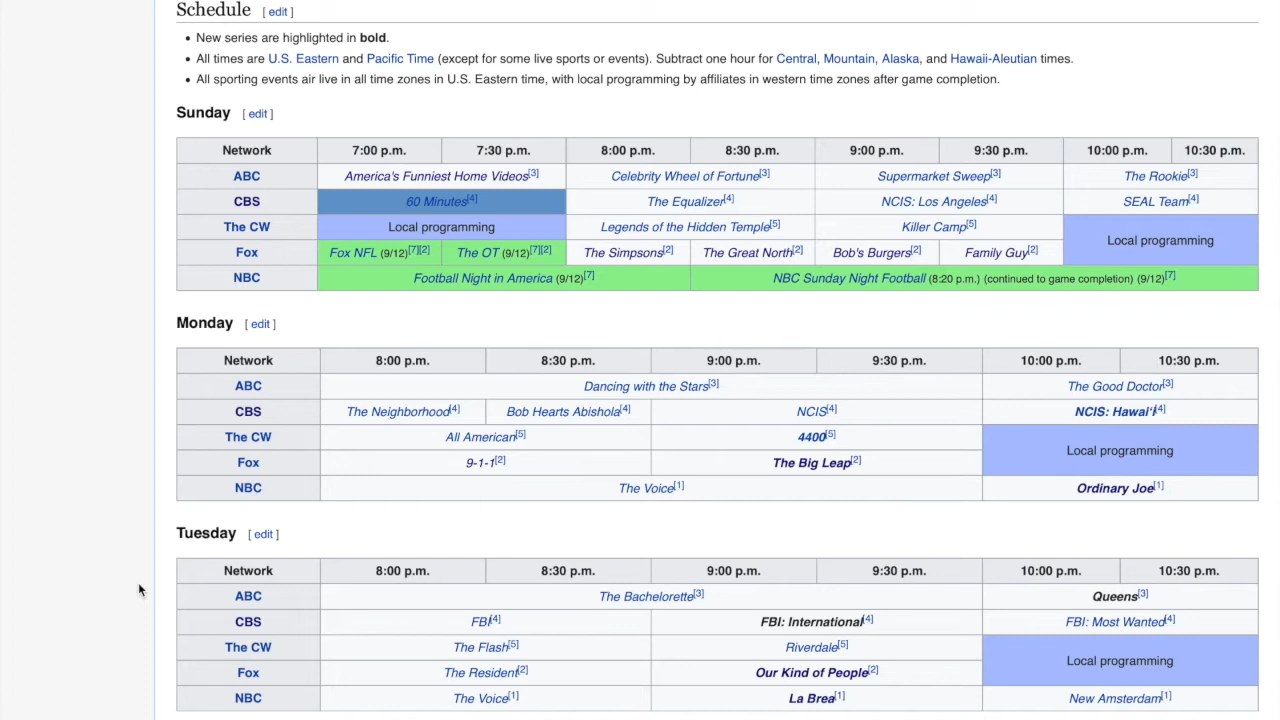 Schedule [ edit ]
New series are highlighted in bold.
All times are U.S. Eastern and Pacific Time (except for some live sports or events). Subtract one hour for Central, Mountain, Alaska, and Hawaii-Aleutian times.
All sporting events air live in all time zones in U.S. Eastern time, with local programming by affiliates in western time zones after game completion.
Sunday [ edit ]
Network 7:00 p.m. 7:30 p.m. 8:00 p.m. 8:30 p.m. 9:00 p.m. 9:30 p.m. 10:00 p.m. 10:30 p.m.
ABC America's Funniest Home Videos[3] Celebrity Wheel of Fortune[3] Supermarket Sweep[3] The Rookie[3]
CBS 60 Minutes[4] The Equalizer[4] NCIS: Los Angeles[4] SEAL Team[4]
The CW Local programming Legends of the Hidden Temple[5] Killer Camp[5] Local programming
Fox Fox NFL (9/12)[7][2] The OT (9/12)[7][2] The Simpsons[2] The Great North[2] Bob's Burgers[2] Family Guy[2]
NBC Football Night in America (9/12)[7] NBC Sunday Night Football (8:20 p.m.) (continued to game completion) (9/12)[7]
Monday [ edit ]
Network 8:00 p.m. 8:30 p.m. 9:00 p.m. 9:30 p.m. 10:00 p.m. 10:30 p.m.
ABC Dancing with the Stars[3] The Good Doctor[3]
CBS The Neighborhood[4] Bob Hearts Abishola[4] NCIS[4] NCIS: Hawaiʻi[4]
The CW All American[5] 4400[5] Local programming
Fox 9-1-1[2] The Big Leap[2]
NBC The Voice[1] Ordinary Joe[1]
Tuesday [ edit ]
Network 8:00 p.m. 8:30 p.m. 9:00 p.m. 9:30 p.m. 10:00 p.m. 10:30 p.m.
ABC The Bachelorette[3] Queens[3]
CBS FBI[4] FBI: International[4] FBI: Most Wanted[4]
The CW The Flash[5] Riverdale[5] Local programming
Fox The Resident[2] Our Kind of People[2]
NBC The Voice[1] La Brea[1] New Amsterdam[1]